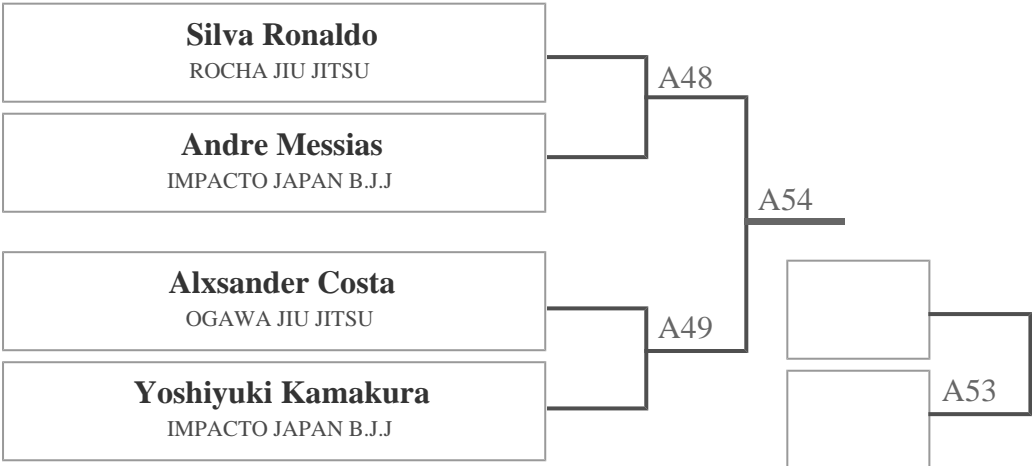 Silva Ronaldo
ROCHA JIU JITSU
A48
Andre Messias
IMPACTO JAPAN B.J.J
A54
Alxsander Costa
OGAWA JIU JITSU
A49
Yoshiyuki Kamakura
IMPACTO JAPAN B.J.J
A53